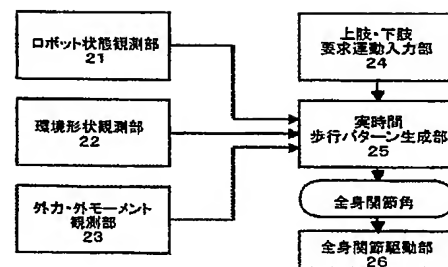 ロボット状態観測部
21
環境形状観測部
22
外力・外モーメント
観測部
23
上肢・下肢
要求運動入力部
24
実時間
歩行パターン生成部
25
全身関節角
全身関節駆動部
26